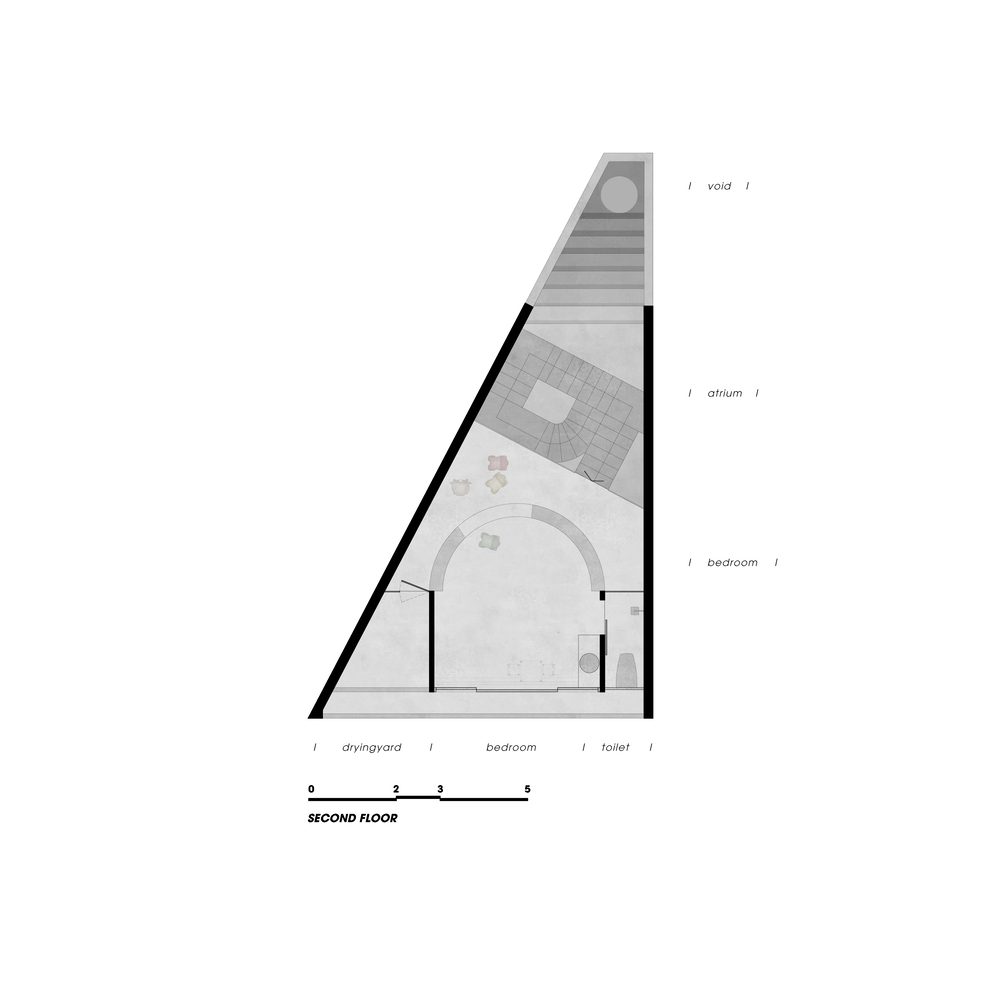 I void I
I atrium I
I bedroom I
I dryingyard I bedroom I toilet I
0 2 3 5
SECOND FLOOR